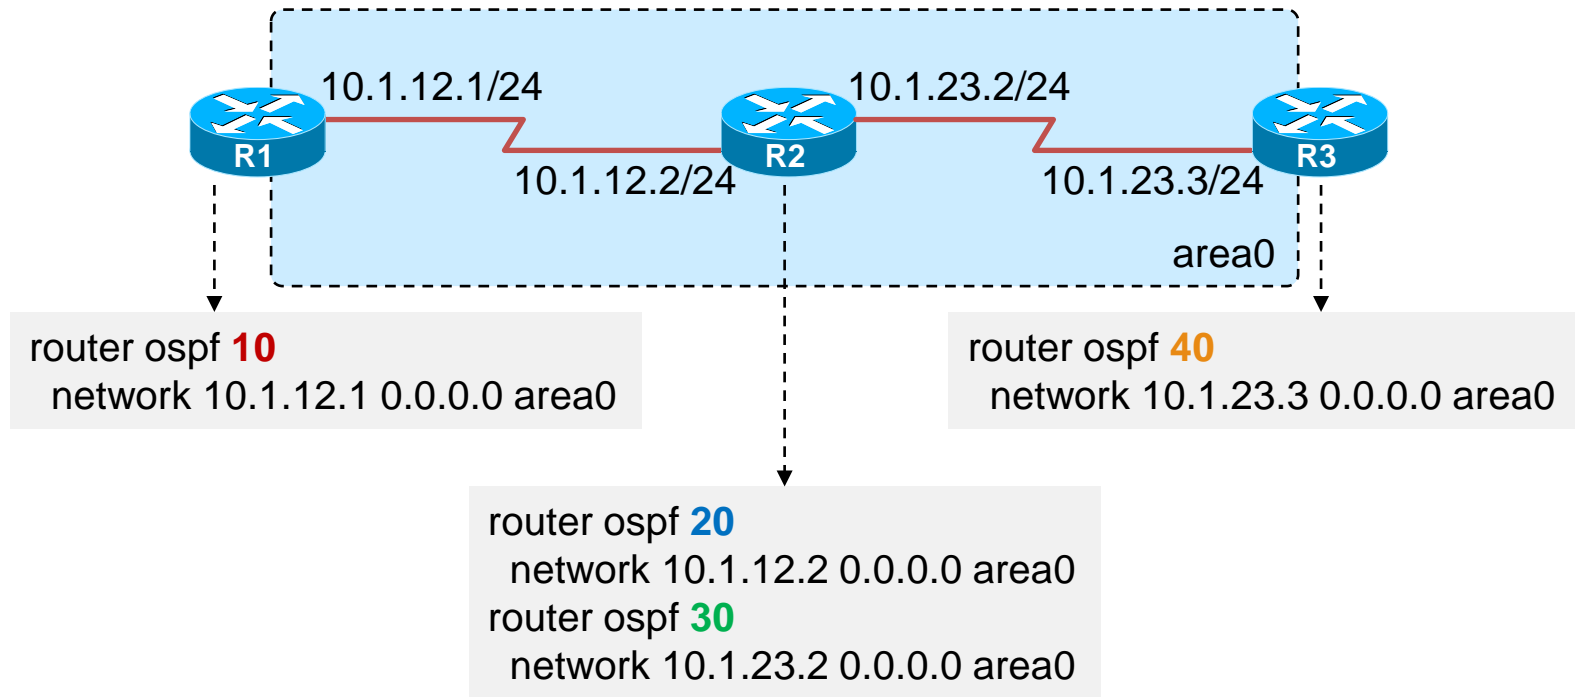 10.1.12.1/24
10.1.23.2/24
R1
R2
R3
10.1.12.2/24
10.1.23.3/24
area0
router ospf 10
network 10.1.12.1 0.0.0.0 area0
router ospf 40
network 10.1.23.3 0.0.0.0 area0
router ospf 20
network 10.1.12.2 0.0.0.0 area0
router ospf 30
network 10.1.23.2 0.0.0.0 area0